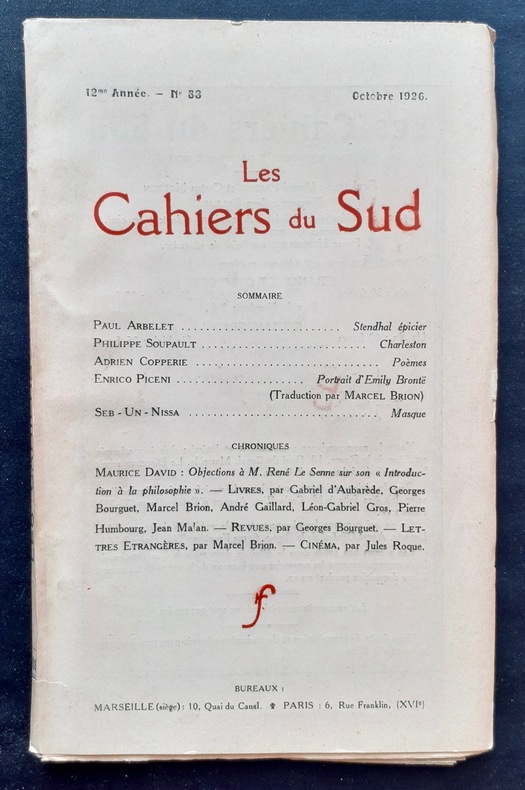 12me Année. — No 83 Octobre 1926.
Les
Cahiers du Sud
SOMMAIRE
PAUL ARBELET ........................ Stendhal épicier
PHILIPPE SOUPAULT ........................ Charleston
ADRIEN COPPERIE ........................... Poèmes
ENRICO PICENI ................... Portrait d'Emily Brontë
(Traduction par MARCEL BRION)
SEB - UN - NISSA ............................ Masque
CHRONIQUES
MAURICE DAVID : Objections à M. René Le Senne sur son « Introduc-
tion à la philosophie ». — LIVRES, par Gabriel d'Aubarède, Georges
Bourguet, Marcel Brion, André Gaillard, Léon-Gabriel Gros, Pierre
Humbourg, Jean Malan. — REVUES, par Georges Bourguet. — LET-
TRES ETRANGÈRES, par Marcel Brion. — CINÉMA, par Jules Roque.
f
BUREAUX :
MARSEILLE (siège) : 10, Quai du Canal. PARIS : 6, Rue Franklin, (XVIe)